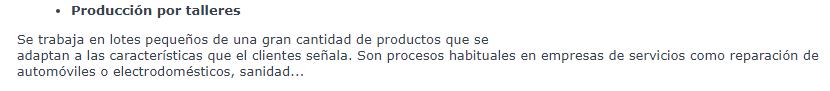 • Producción por talleres
Se trabaja en lotes pequeños de una gran cantidad de productos que se
adaptan a las características que el clientes señala. Son procesos habituales en empresas de servicios como reparación de
automóviles o electrodomésticos, sanidad...